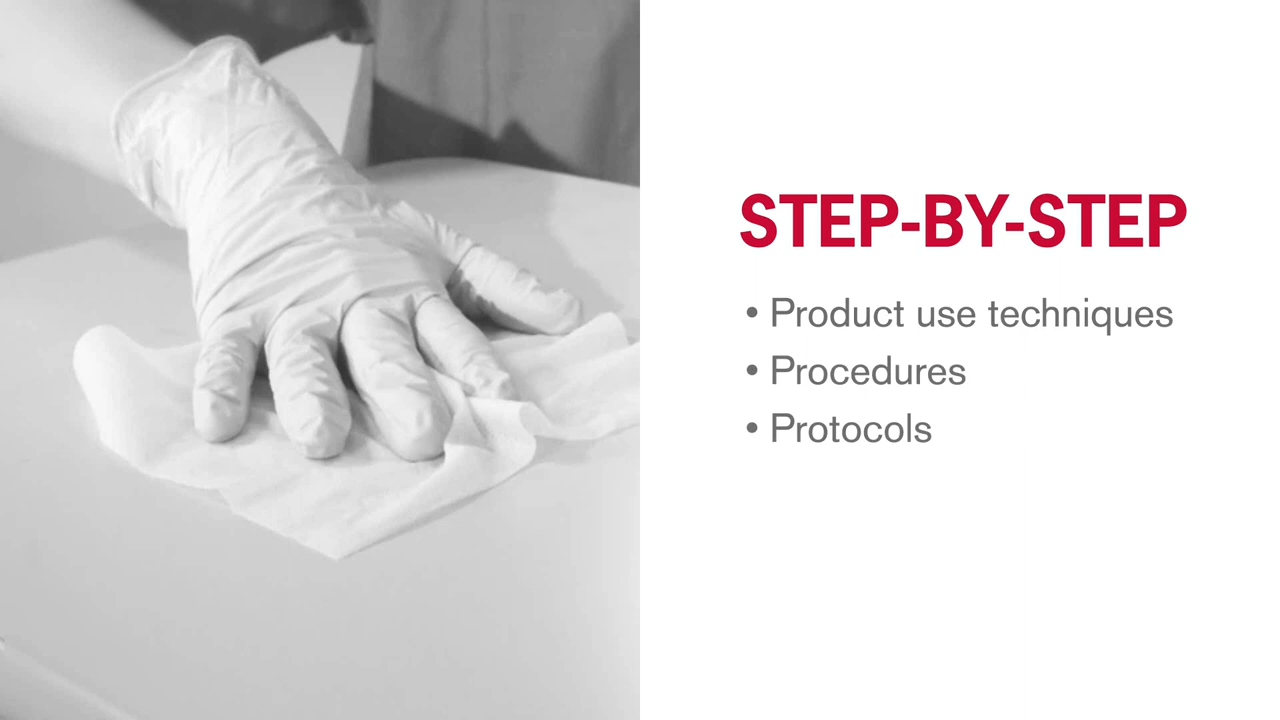 STEP-BY-STEP
• Product use techniques
• Procedures
• Protocols